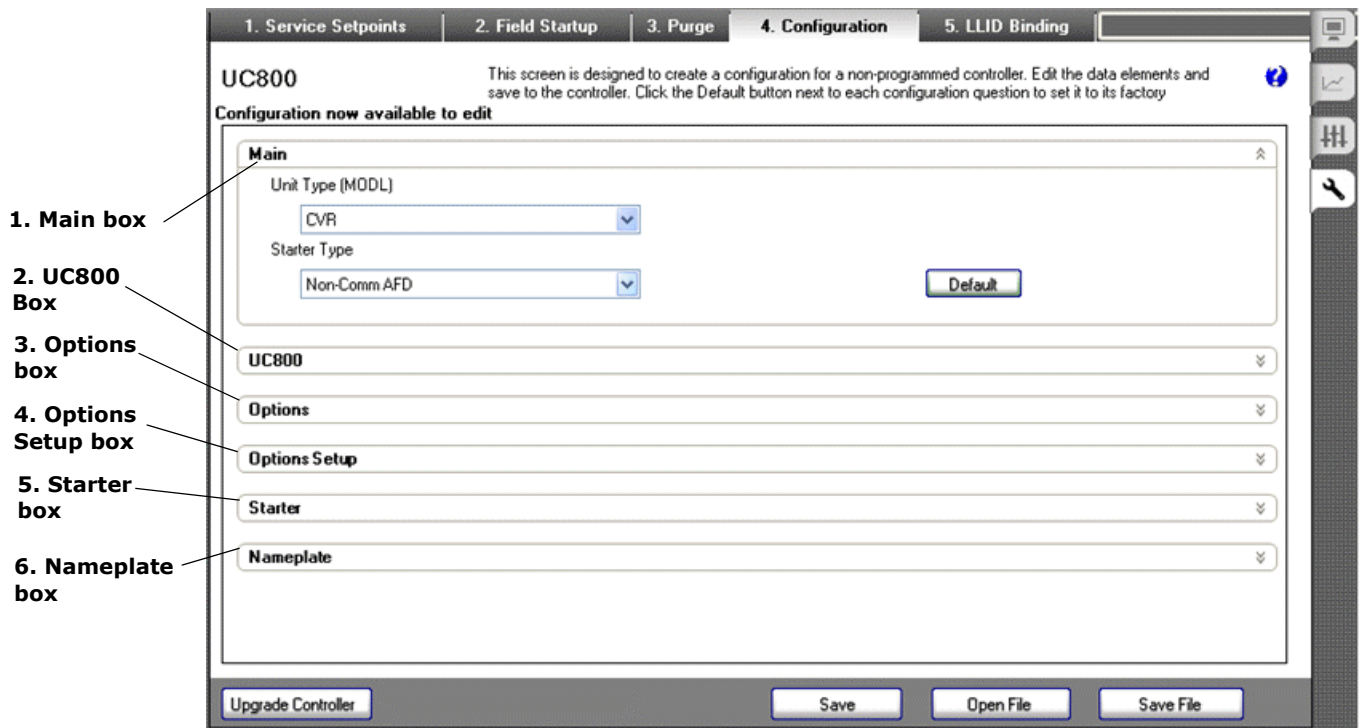 1. Service Setpoints
2. Field Startup
3. Purge
4. Configuration
5. LLID Binding
UC800
This screen is designed to create a configuration for a non-programmed controller. Edit the data elements and
save to the controller. Click the Default button next to each configuration question to set it to its factory
Configuration now available to edit
Main
Unit Type (MODL)
CVR
Starter Type
Non-Comm AFD
Default
UC800
Options
Options Setup
Starter
Nameplate
1. Main box
2. UC800
Box
3. Options
box
4. Options
Setup box
5. Starter
box
6. Nameplate
box
Upgrade Controller
Save
Open File
Save File